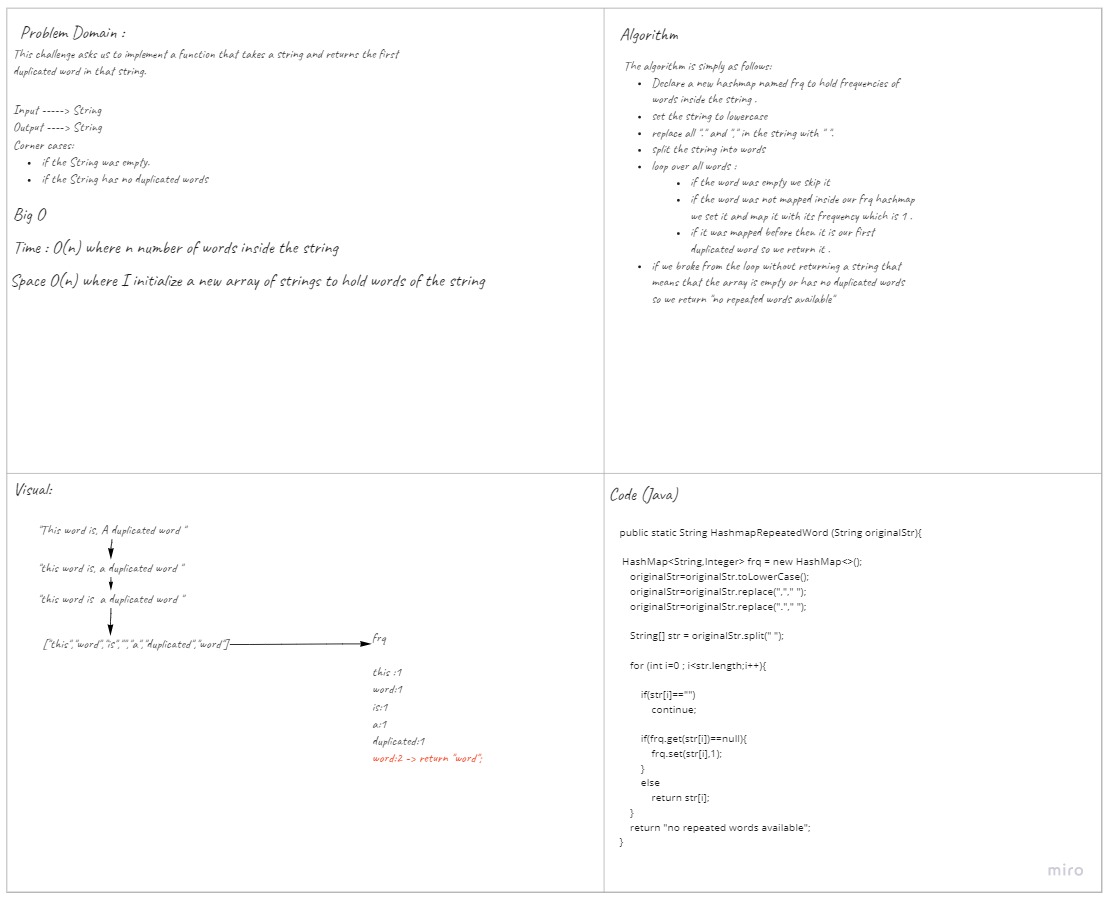 Problem Domain :
This challenge asks us to implement a function that takes a string and returns the first
duplicated word in that string.
Input -----> String
Output ----> String
Corner cases:
• if the String was empty.
• if the String has no duplicated words
Big O
Time : O(n) where n number of words inside the string
Space O(n) where I initialize a new array of strings to hold words of the string
Algorithm
The algorithm is simply as follows:
• Declare a new hashmap named frq to hold frequencies of
words inside the string .
• set the string to lowercase
• replace all "." and "," in the string with " ".
• split the string into words
• loop over all words :
• if the word was empty we skip it
• if the word was not mapped inside our frq hashmap
we set it and map it with its frequency which is 1 .
• if it was mapped before then it is our first
duplicated word so we return it .
• if we broke from the loop without returning a string that
means that the array is empty or has no duplicated words
so we return "no repeated words available"
Visual:
"This word is, A duplicated word "
"this word is, a duplicated word "
"this word is  a duplicated word "
["this","word","is","","a","duplicated","word"]
frq
this :1
word:1
is:1
a:1
duplicated:1
word:2 -> return "word";
Code (Java)
public static String HashmapRepeatedWord (String originalStr){
HashMap<String,Integer> frq = new HashMap<>();
originalStr=originalStr.toLowerCase();
originalStr=originalStr.replace(","," ");
originalStr=originalStr.replace("."," ");
String[] str = originalStr.split(" ");
for (int i=0 ; i<str.length;i++){
if(str[i]=="")
continue;
if(frq.get(str[i])==null){
frq.set(str[i],1);
}
else
return str[i];
}
return "no repeated words available";
}
miro